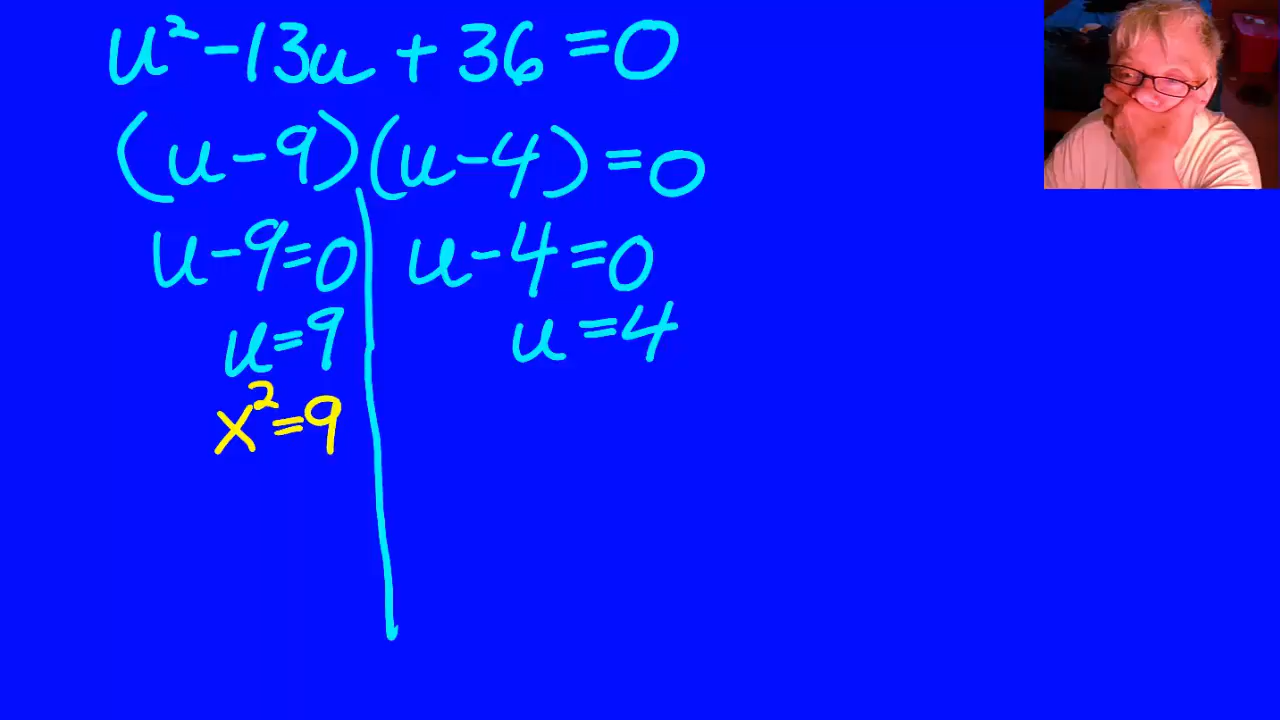 u² - 13u + 36 = 0
(u - 9)(u - 4) = 0
u - 9 = 0 u - 4 = 0
u = 9 u = 4
x² = 9